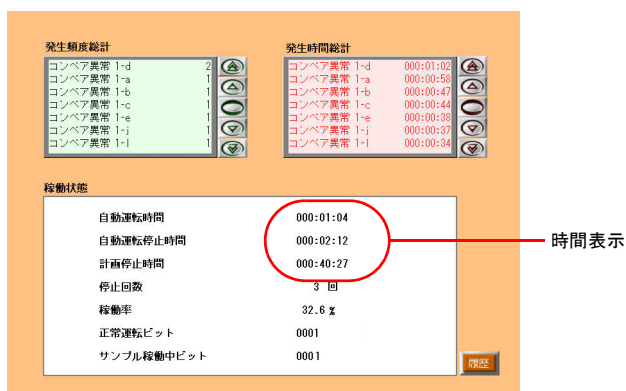 発生頻度総計
コンベア異常 1-d 2
コンベア異常 1-a 1
コンベア異常 1-b 1
コンベア異常 1-c 1
コンベア異常 1-e 1
コンベア異常 1-j 1
コンベア異常 1-l 1
発生時間総計
コンベア異常 1-d 000:01:02
コンベア異常 1-a 000:00:58
コンベア異常 1-b 000:00:47
コンベア異常 1-c 000:00:44
コンベア異常 1-e 000:00:38
コンベア異常 1-j 000:00:37
コンベア異常 1-l 000:00:34
稼働状態
自動運転時間 000:01:04
自動運転停止時間 000:02:12
計画停止時間 000:40:27
停止回数 3 回
稼働率 32.6 %
正常運転ビット 0001
サンプル稼働中ビット 0001
時間表示
履歴